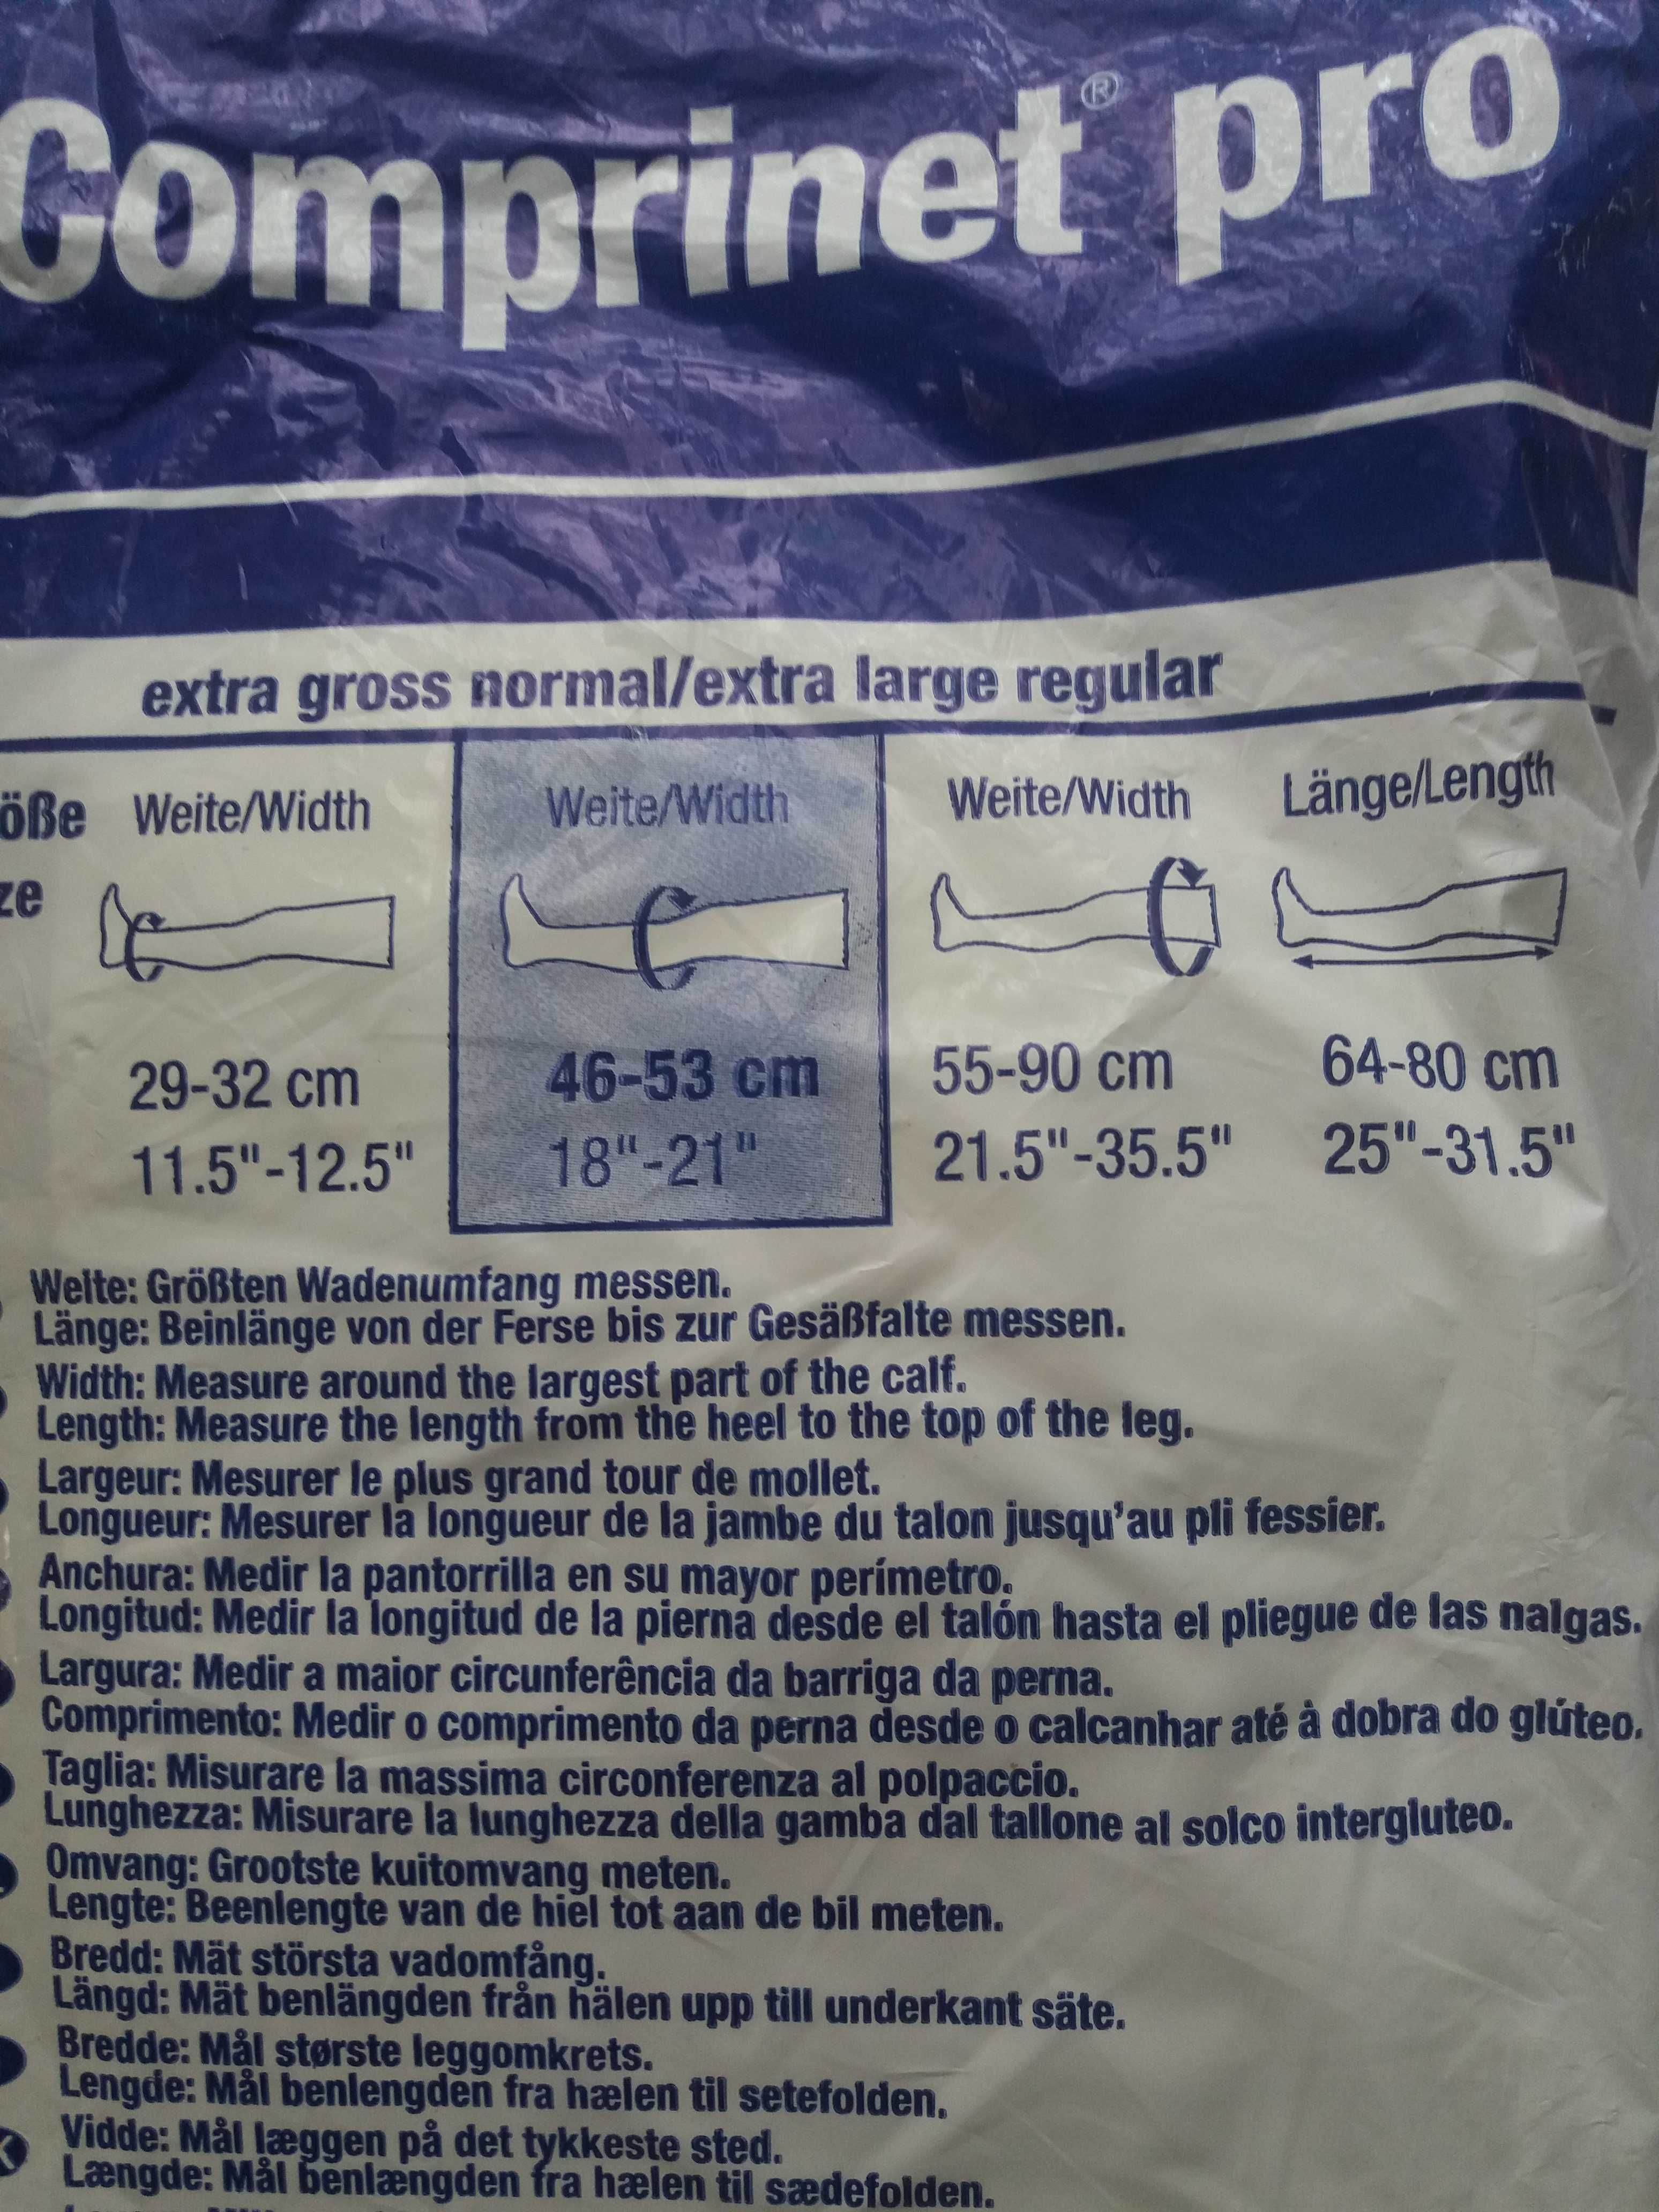 Comprinet® pro
extra gross normal/extra large regular
öße Weite/Width Weite/Width Weite/Width Länge/Length
ze
29-32 cm 46-53 cm 55-90 cm 64-80 cm
11.5"-12.5" 18"-21" 21.5"-35.5" 25"-31.5"
Weite: Größten Wadenumfang messen.
Länge: Beinlänge von der Ferse bis zur Gesäßfalte messen.
Width: Measure around the largest part of the calf.
Length: Measure the length from the heel to the top of the leg.
Largeur: Mesurer le plus grand tour de mollet.
Longueur: Mesurer la longueur de la jambe du talon jusqu'au pli fessier.
Anchura: Medir la pantorrilla en su mayor perímetro.
Longitud: Medir la longitud de la pierna desde el talón hasta el pliegue de las nalgas.
Largura: Medir a maior circunferência da barriga da perna.
Comprimento: Medir o comprimento da perna desde o calcanhar até à dobra do glúteo.
Taglia: Misurare la massima circonferenza al polpaccio.
Lunghezza: Misurare la lunghezza della gamba dal tallone al solco intergluteo.
Omvang: Grootste kuitomvang meten.
Lengte: Beenlengte van de hiel tot aan de bil meten.
Bredd: Mät största vadomfång.
Längd: Mät benlängden från hälen upp till underkant säte.
Bredde: Mål største leggomkrets.
Lengde: Mål benlengden fra hælen til setefolden.
Vidde: Mål læggen på det tykkeste sted.
Længde: Mål benlængden fra hælen til sædefolden.